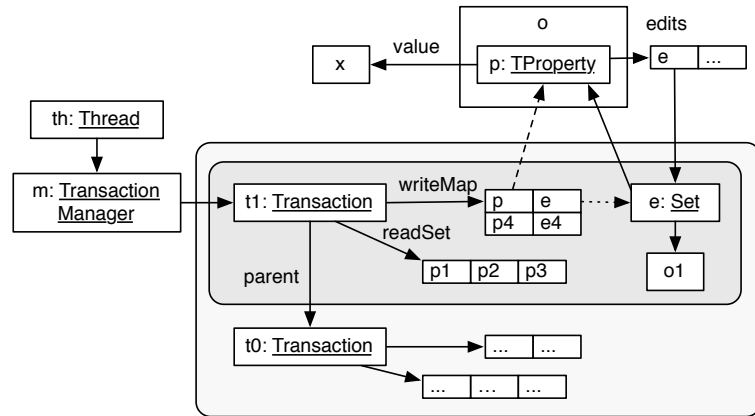 o
edits
value
x
p: TProperty
e
...
th: Thread
m: Transaction
Manager
t1: Transaction
writeMap
p
e
p4
e4
e: Set
readSet
p1
p2
p3
o1
parent
t0: Transaction
...
...
...
...
...